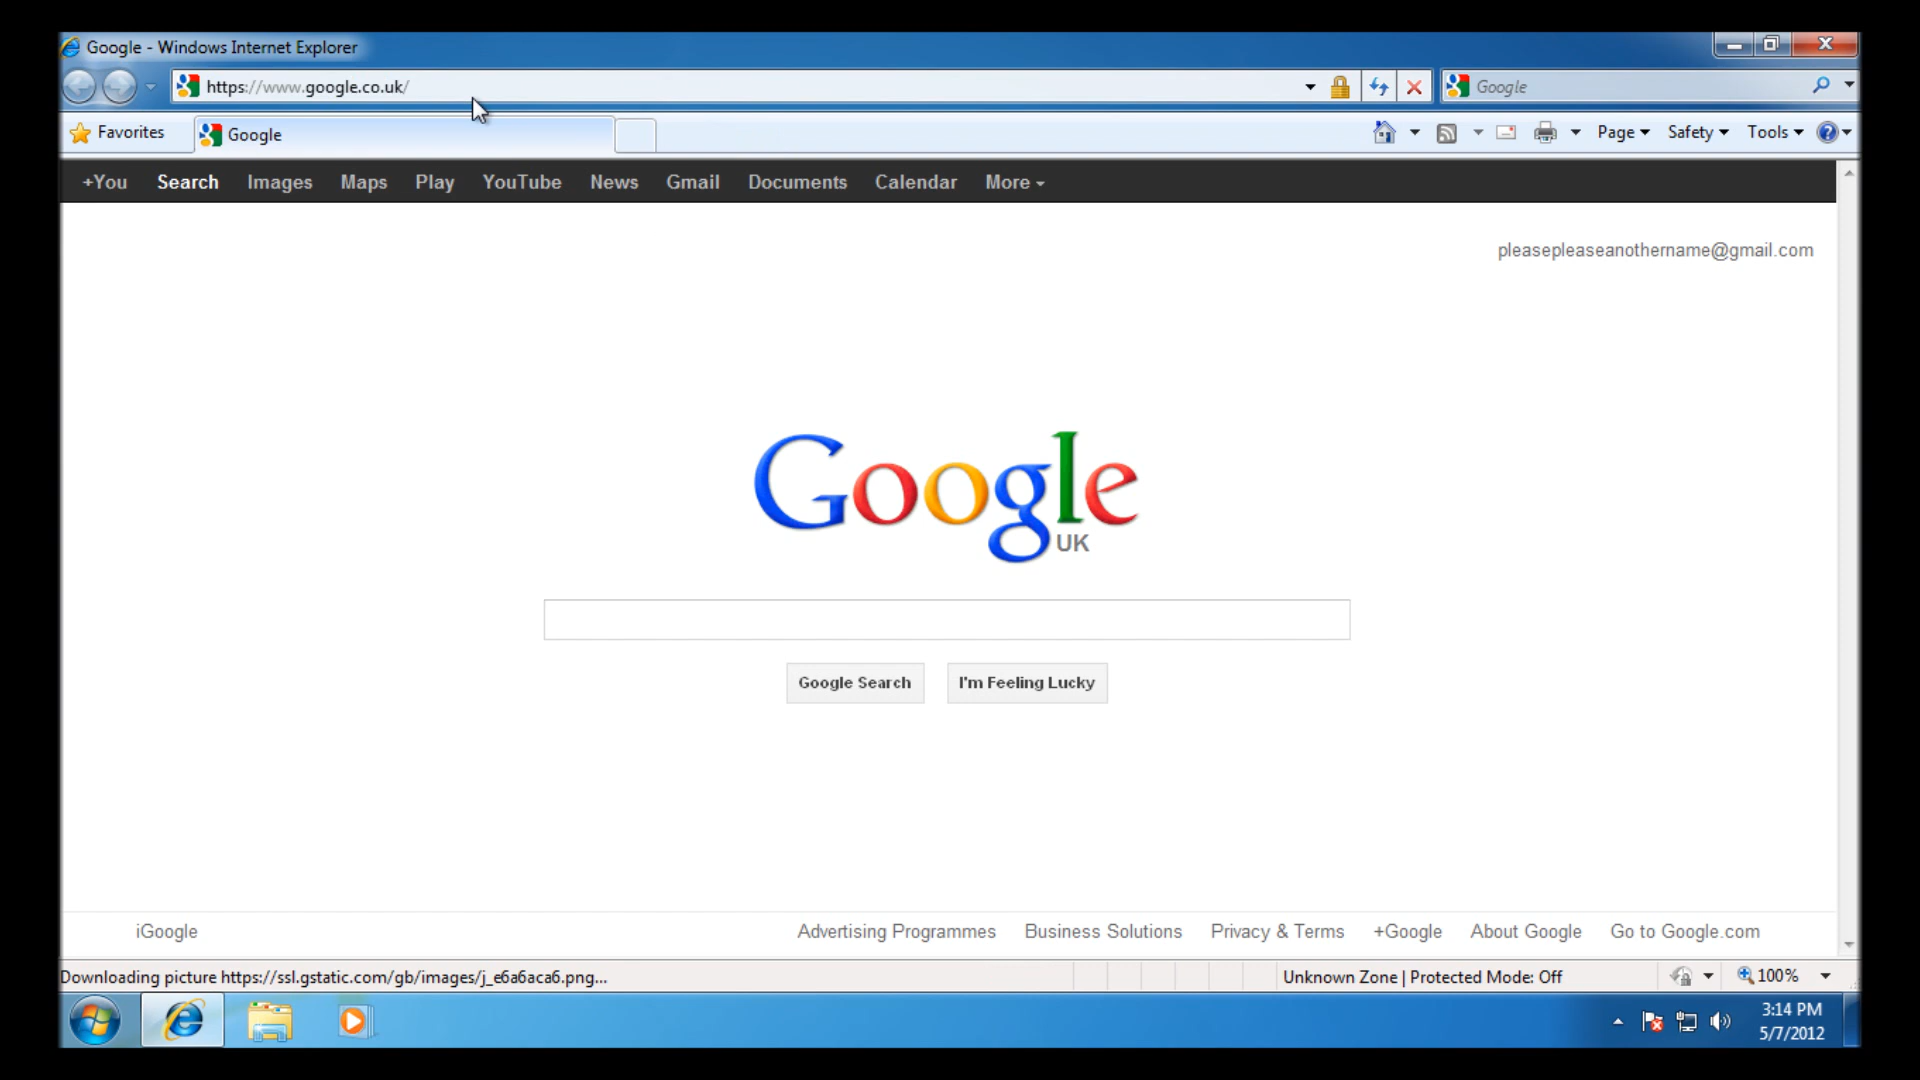 Google - Windows Internet Explorer
https://www.google.co.uk/
Google
Favorites
Google
Page
Safety
Tools
+You Search Images Maps Play YouTube News Gmail Documents Calendar More
pleasepleaseanothername@gmail.com
Google
UK
Google Search
I'm Feeling Lucky
iGoogle
Advertising Programmes
Business Solutions
Privacy & Terms
+Google
About Google
Go to Google.com
Downloading picture https://ssl.gstatic.com/gb/images/j_e6a6aca6.png...
Unknown Zone | Protected Mode: Off
100%
3:14 PM
5/7/2012